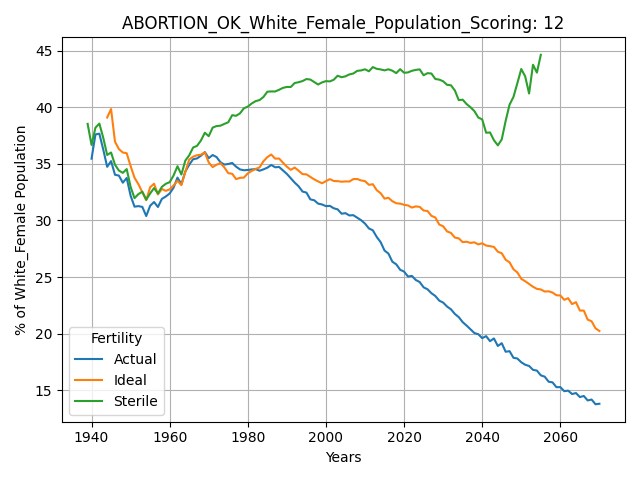 ABORTION_OK_White_Female_Population_Scoring: 12
% of White_Female Population
45
40
35
30
25
20
15
Fertility
Actual
Ideal
Sterile
1940 1960 1980 2000 2020 2040 2060
Years